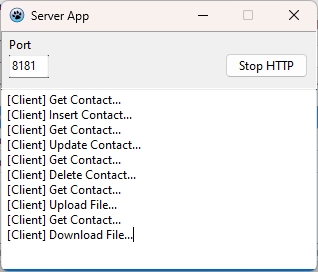 Server App
Port
8181
Stop HTTP
[Client] Get Contact...
[Client] Insert Contact...
[Client] Get Contact...
[Client] Update Contact...
[Client] Get Contact...
[Client] Delete Contact...
[Client] Get Contact...
[Client] Upload File...
[Client] Get Contact...
[Client] Download File...